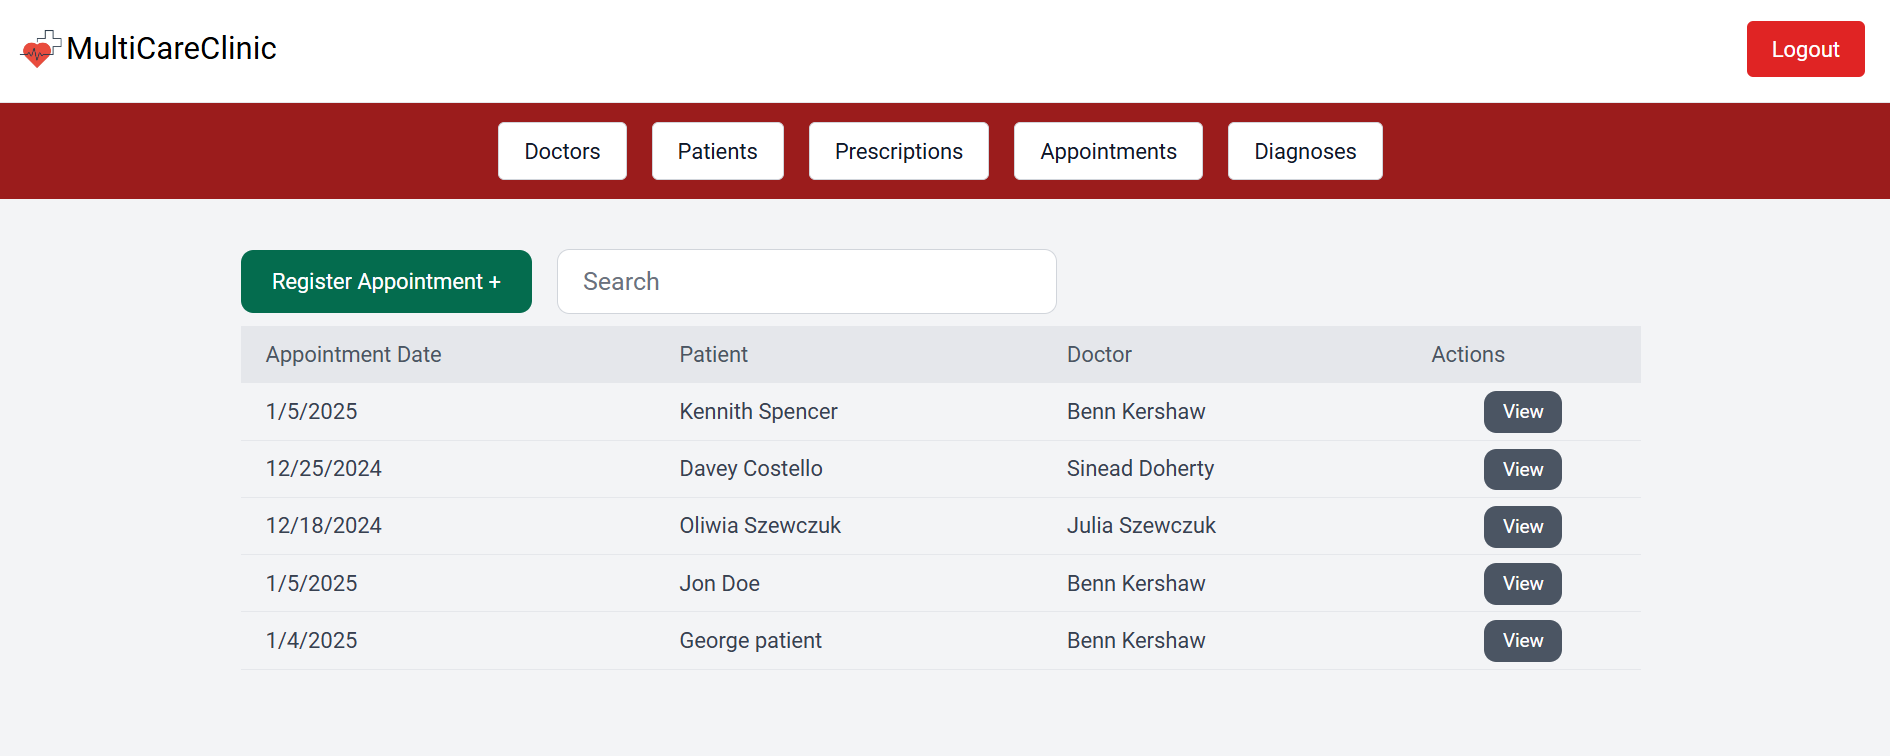 MultiCareClinic
Logout
Doctors Patients Prescriptions Appointments Diagnoses
Register Appointment + Search
Appointment Date Patient Doctor Actions
1/5/2025 Kennith Spencer Benn Kershaw View
12/25/2024 Davey Costello Sinead Doherty View
12/18/2024 Oliwia Szewczuk Julia Szewczuk View
1/5/2025 Jon Doe Benn Kershaw View
1/4/2025 George patient Benn Kershaw View